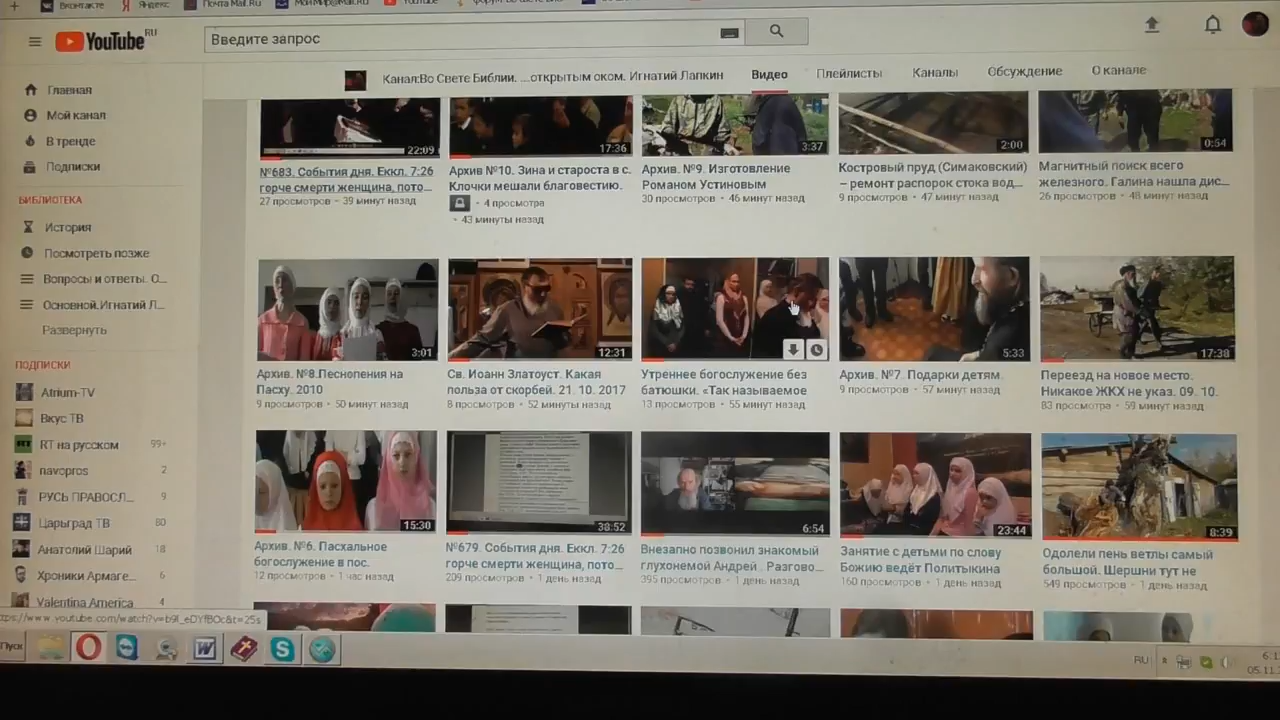 Вконтакте Яндекс Почта Mail.Ru МойМир@Mail.RU YouTube
YouTube RU
Введите запрос
Канал:Во Свете Библии. ...открытым оком. Игнатий Лапкин Видео Плейлисты Каналы Обсуждение О канале
Главная
Мой канал
В тренде
Подписки
БИБЛИОТЕКА
История
Посмотреть позже
Вопросы и ответы. О...
Основной.Игнатий Л...
Развернуть
ПОДПИСКИ
Atrium-TV
Вкус ТВ
RT на русском 99+
navopros 2
РУСЬ ПРАВОСЛ... 9
Царьград ТВ 80
Анатолий Шарий 18
Хроники Армаге... 6
Valentina America 4
22:09
№683. События дня. Еккл. 7:26
горче смерти женщина, пото...
27 просмотров • 39 минут назад
17:36
Архив №10. Зина и староста в с.
Клочки мешали благовестию.
• 4 просмотра
• 43 минуты назад
3:37
Архив. №9. Изготовление
Романом Устиновым
30 просмотров • 46 минут назад
2:00
Костровый пруд (Симаковский)
– ремонт распорок стока вод...
9 просмотров • 47 минут назад
0:54
Магнитный поиск всего
железного. Галина нашла дис...
26 просмотров • 48 минут назад
3:01
Архив. №8.Песнопения на
Пасху. 2010
9 просмотров • 50 минут назад
12:31
Св. Иоанн Златоуст. Какая
польза от скорбей. 21. 10. 2017
8 просмотров • 52 минуты назад
Утреннее богослужение без
батюшки. «Так называемое
13 просмотров • 55 минут назад
5:33
Архив. №7. Подарки детям.
9 просмотров • 57 минут назад
17:38
Переезд на новое место.
Никакое ЖКХ не указ. 09. 10.
83 просмотра • 59 минут назад
15:30
Архив. №6. Пасхальное
богослужение в пос.
12 просмотров • 1 час назад
38:52
№679. События дня. Еккл. 7:26
горче смерти женщина, пото...
209 просмотров • 1 день назад
6:54
Внезапно позвонил знакомый
глухонемой Андрей . Разгово...
395 просмотров • 1 день назад
23:44
Занятие с детьми по слову
Божию ведёт Политыкина
160 просмотров • 1 день назад
8:39
Одолели пень ветлы самый
большой. Шершни тут не
549 просмотров • 1 день назад
Пуск
RU
05.11.